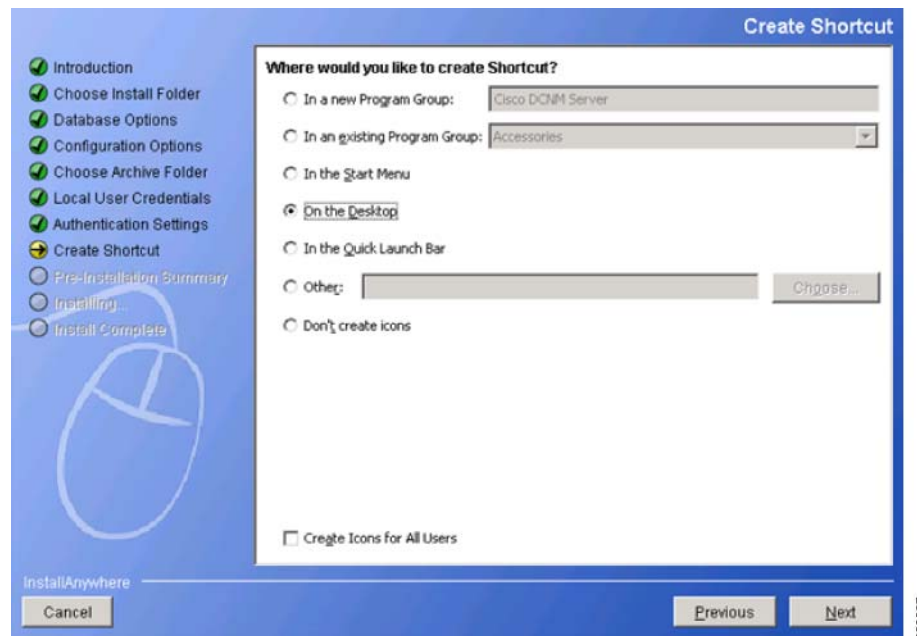 Create Shortcut
Introduction
Choose Install Folder
Database Options
Configuration Options
Choose Archive Folder
Local User Credentials
Authentication Settings
Create Shortcut
Pre-Installation Summary
Installing...
Install Complete
Where would you like to create Shortcut?
In a new Program Group: Cisco DCNM Server
In an existing Program Group: Accessories
In the Start Menu
On the Desktop
In the Quick Launch Bar
Other: Choose...
Don't create icons
Create Icons for All Users
InstallAnywhere
Cancel Previous Next